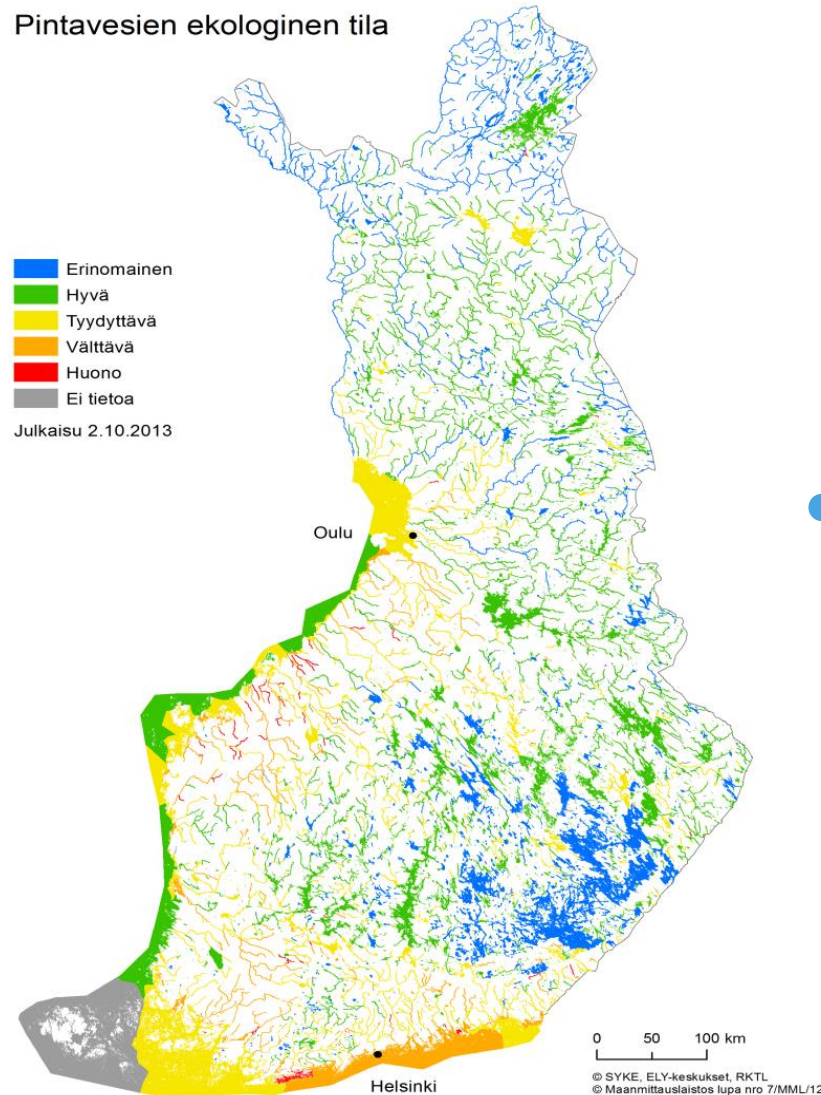 Pintavesien ekologinen tila
Erinomainen
Hyvä
Tyydyttävä
Välttävä
Huono
Ei tietoa
Julkaisu 2.10.2013
Oulu
Helsinki
0 50 100 km
© SYKE, ELY-keskukset, RKTL
© Maanmittauslaitos lupa nro 7/MML/12